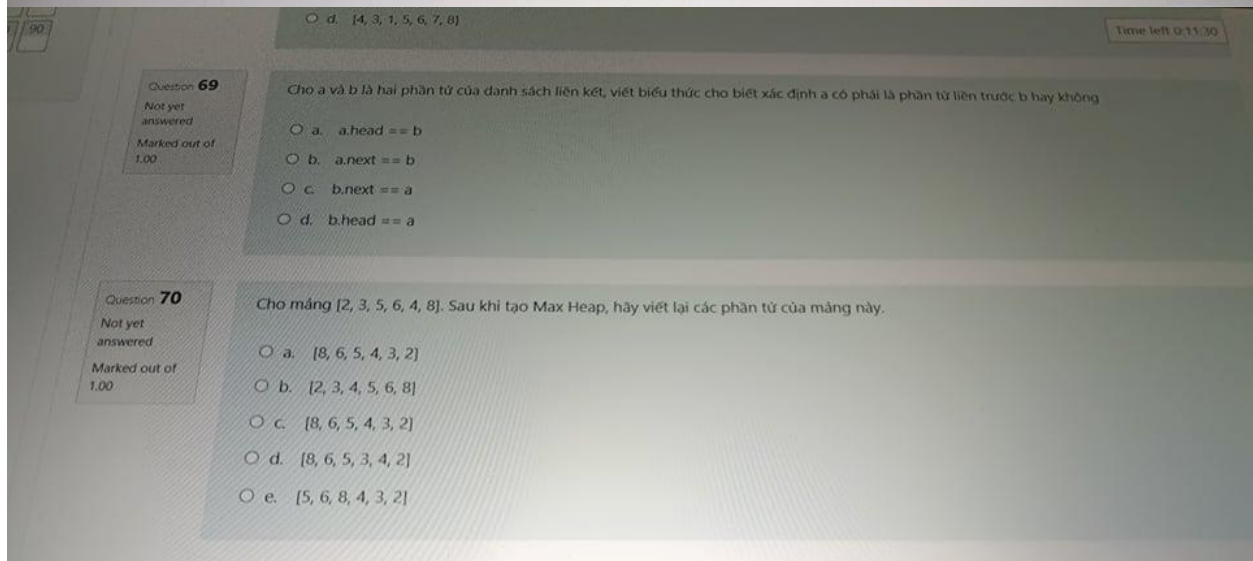 90
d. [4, 3, 1, 5, 6, 7, 8]
Time left 0:11:30
Question 69
Not yet
answered
Marked out of
1.00
Cho a và b là hai phần tử của danh sách liên kết, viết biểu thức cho biết xác định a có phải là phần tử liền trước b hay không
a. a.head == b
b. a.next == b
c. b.next == a
d. b.head == a
Question 70
Not yet
answered
Marked out of
1.00
Cho mảng [2, 3, 5, 6, 4, 8]. Sau khi tạo Max Heap, hãy viết lại các phần tử của mảng này.
a. [8, 6, 5, 4, 3, 2]
b. [2, 3, 4, 5, 6, 8]
c. [8, 6, 5, 4, 3, 2]
d. [8, 6, 5, 3, 4, 2]
e. [5, 6, 8, 4, 3, 2]